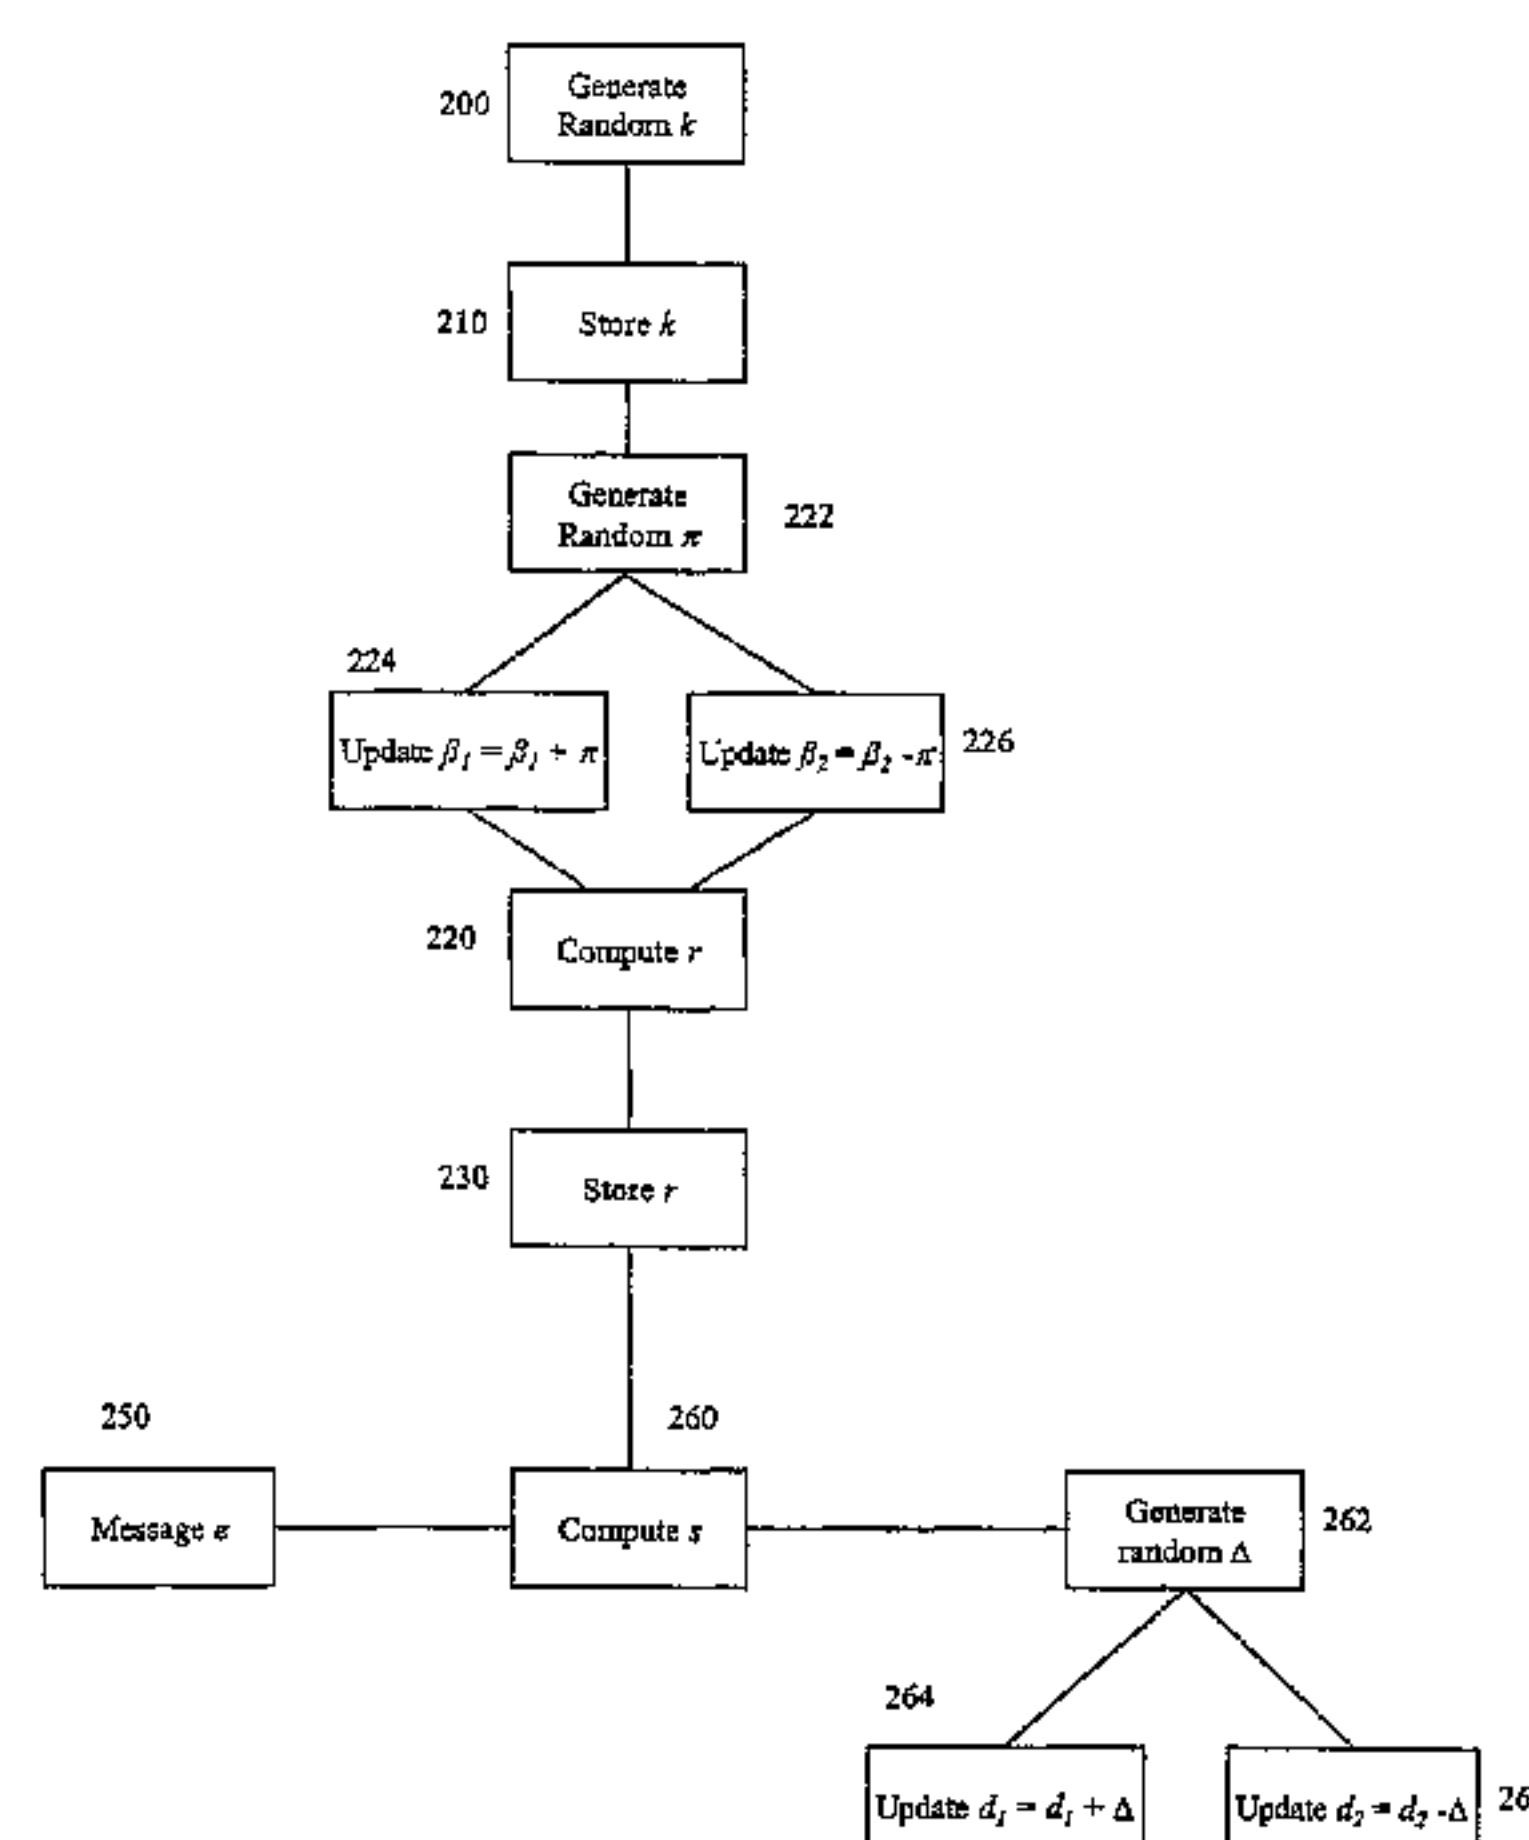 200
Generate
Random k
210
Store k
Generate
Random π
222
224
Update β₁ = β₁ + π
Update β₂ = β₂ - π
226
220
Compute r
230
Store r
250
260
Message e
Compute s
Generate
random Δ
262
264
Update d₁ = d₁ + Δ
Update d₂ = d₂ - Δ
26